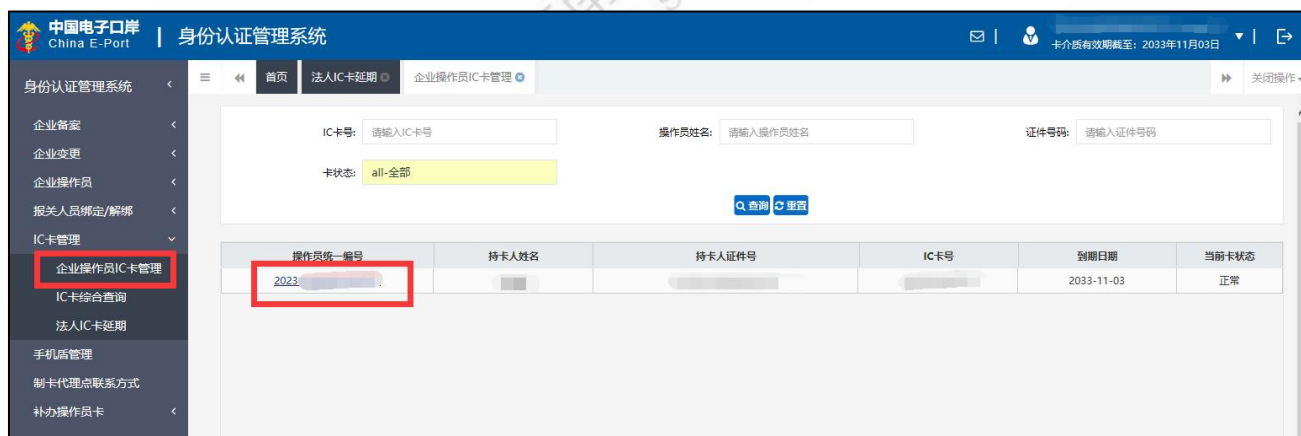 中国电子口岸
China E-Port
身份认证管理系统
卡介质有效期截至：2033年11月03日
身份认证管理系统
首页
法人IC卡延期
企业操作员IC卡管理
关闭操作
企业备案
企业变更
企业操作员
报关人员绑定/解绑
IC卡管理
企业操作员IC卡管理
IC卡综合查询
法人IC卡延期
手机盾管理
制卡代理点联系方式
补办操作员卡
IC卡号: 请输入IC卡号
操作员姓名: 请输入操作员姓名
证件号码: 请输入证件号码
卡状态: all-全部
查询 重置
操作员统一编号 持卡人姓名 持卡人证件号 IC卡号 到期日期 当前卡状态
2023 2033-11-03 正常